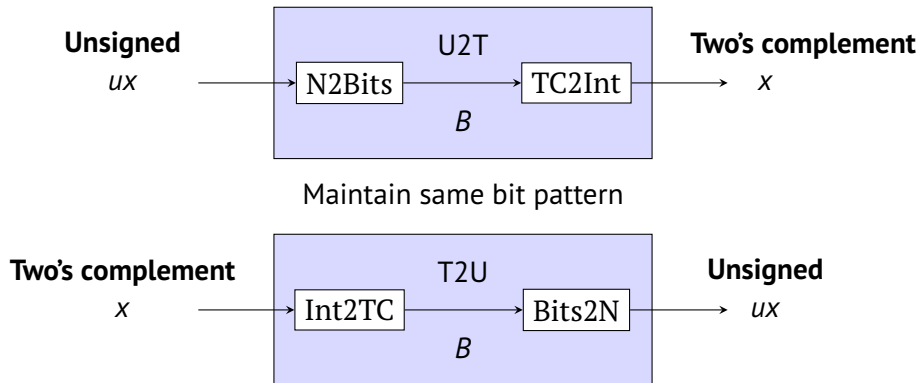 U2T
Unsigned
Two's complement
ux
N2Bits
TC2Int
x
B
Maintain same bit pattern
T2U
Two's complement
Unsigned
x
Int2TC
Bits2N
ux
B